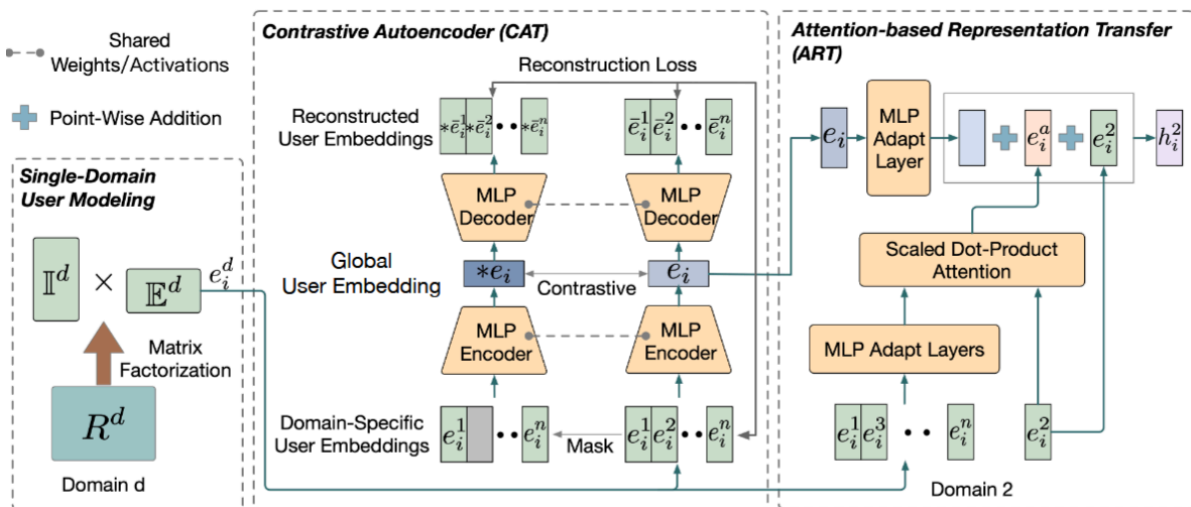 Shared
Weights/Activations
Point-Wise Addition
Single-Domain
User Modeling
𝕀^d
×
𝔼^d
e_i^d
Matrix
Factorization
R^d
Domain d
Contrastive Autoencoder (CAT)
Reconstruction Loss
Reconstructed
User Embeddings
*ē_i^1 *ē_i^2 •• *ē_i^n
ē_i^1 ē_i^2 •• ē_i^n
MLP
Decoder
MLP
Decoder
Global
User Embedding
*e_i
Contrastive
e_i
MLP
Encoder
MLP
Encoder
Domain-Specific
User Embeddings
e_i^1 •• e_i^n
Mask
e_i^1 e_i^2 •• e_i^n
Attention-based Representation Transfer
(ART)
e_i
MLP
Adapt
Layer
e_i^a
e_i^2
h_i^2
Scaled Dot-Product
Attention
MLP Adapt Layers
e_i^1 e_i^3 •• e_i^n
e_i^2
Domain 2